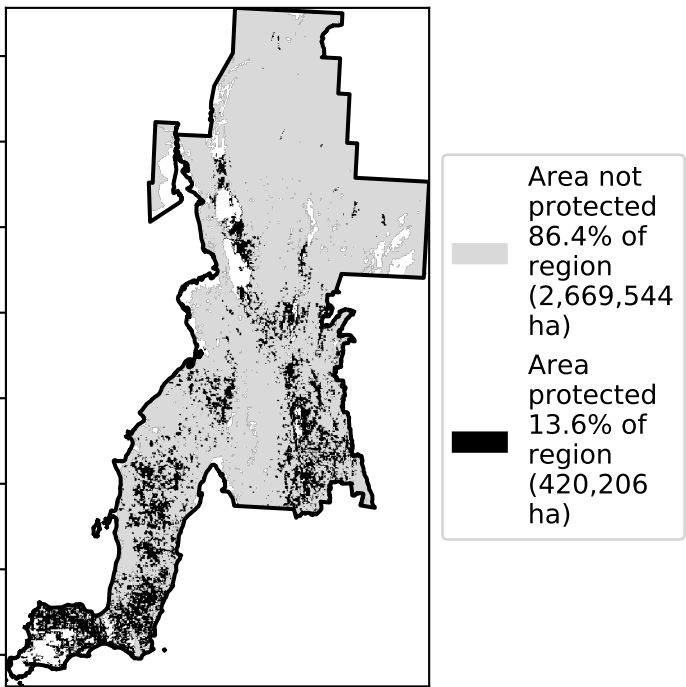 Area not
protected
86.4% of
region
(2,669,544
ha)
Area
protected
13.6% of
region
(420,206
ha)